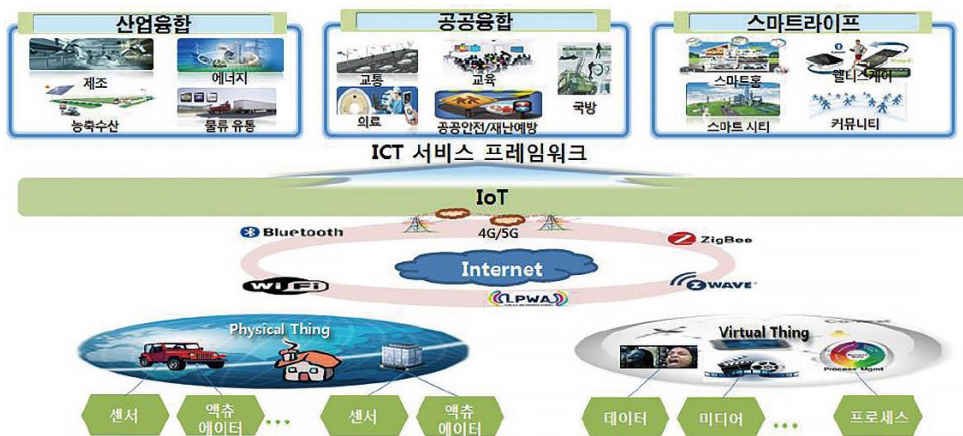 산업융합
공공융합
스마트라이프
제조
에너지
농축수산
물류 유통
교통
교육
국방
의료
공공안전/재난예방
스마트홈
웰니스케어
스마트 시티
커뮤니티
ICT 서비스 프레임워크
IoT
Bluetooth
4G/5G
ZigBee
Internet
WiFi
LPWA
Z WAVE
Physical Thing
Virtual Thing
Process Mgmt
센서
액츄
에이터
...
센서
액츄
에이터
데이터
미디어
...
프로세스